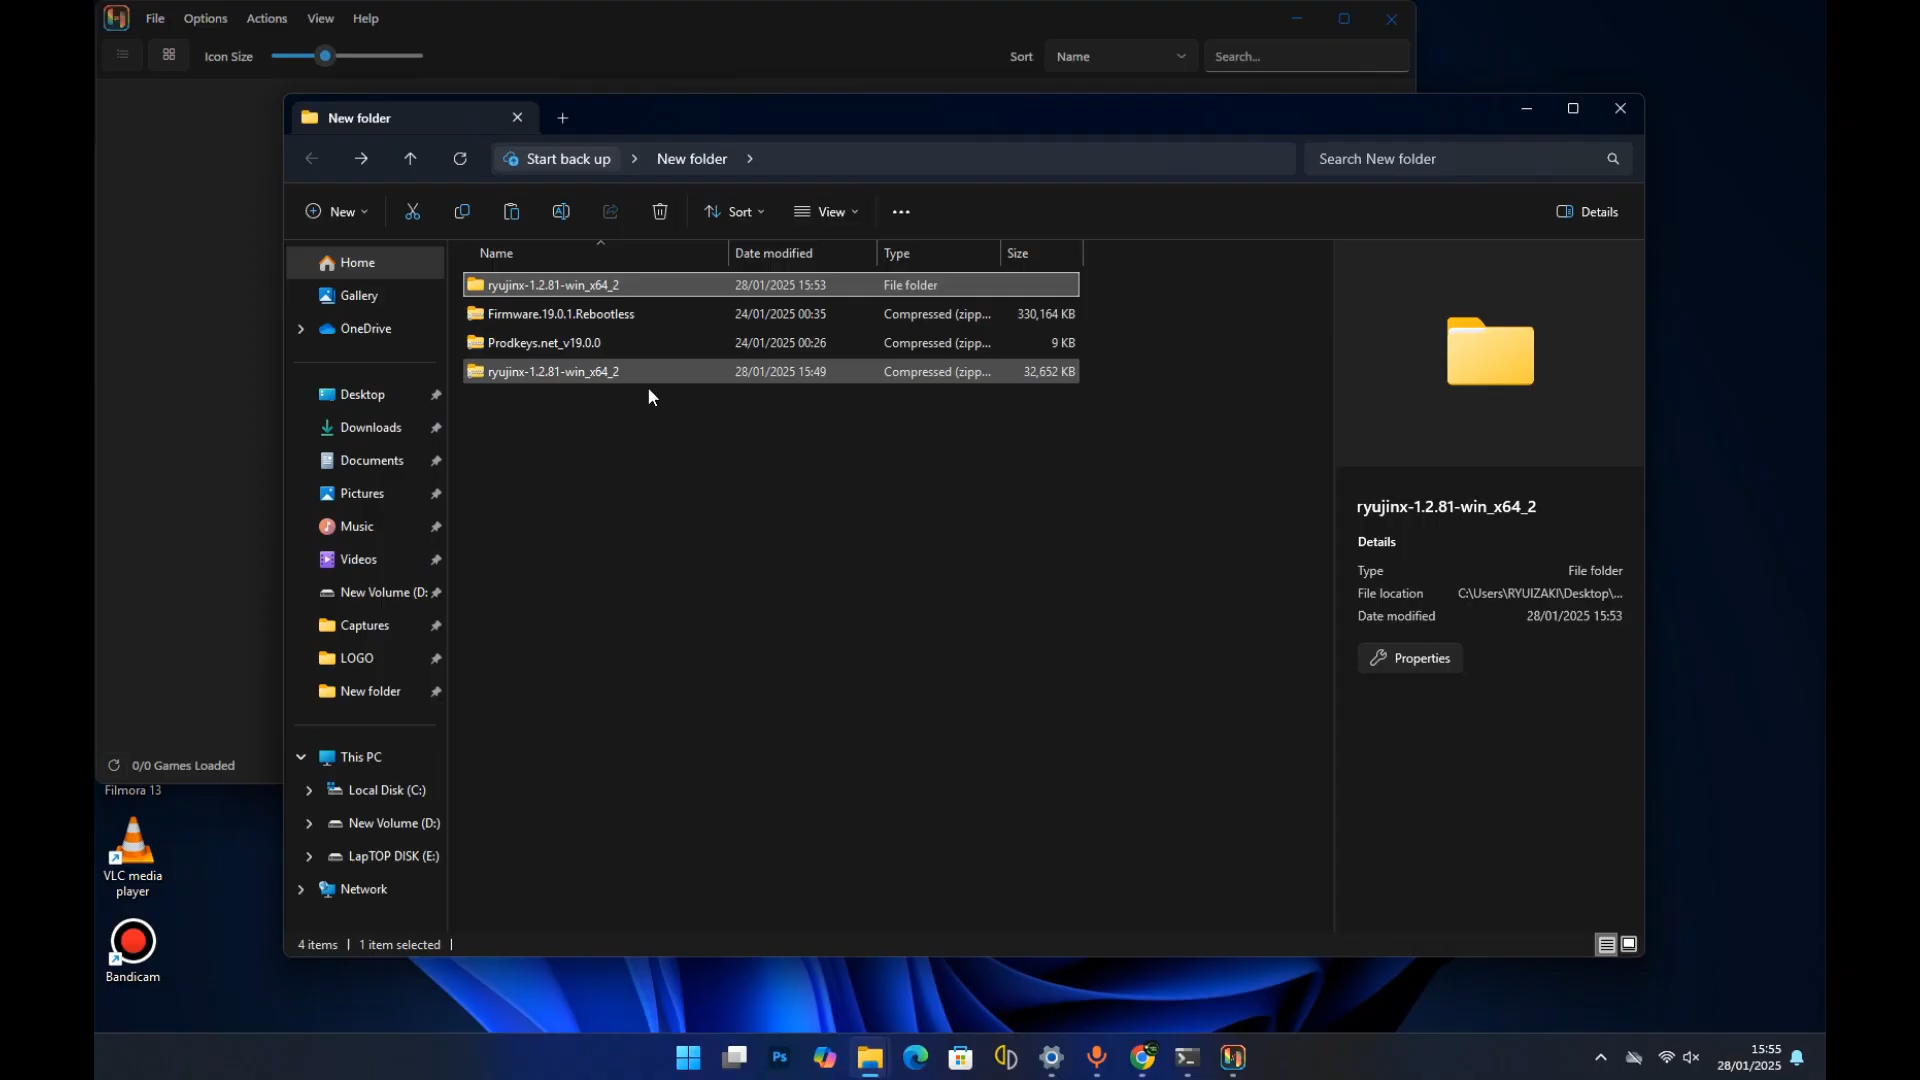 File Options Actions View Help
Icon Size Sort Name Search...
New folder
Start back up New folder Search New folder
New Sort View Details
Name Date modified Type Size
Home
Gallery
OneDrive
Desktop
Downloads
Documents
Pictures
Music
Videos
New Volume (D:
Captures
LOGO
New folder
This PC
Local Disk (C:)
New Volume (D:)
LapTOP DISK (E:)
Network
ryujinx-1.2.81-win_x64_2 28/01/2025 15:53 File folder
Firmware.19.0.1.Rebootless 24/01/2025 00:35 Compressed (zipp... 330,164 KB
Prodkeys.net_v19.0.0 24/01/2025 00:26 Compressed (zipp... 9 KB
ryujinx-1.2.81-win_x64_2 28/01/2025 15:49 Compressed (zipp... 32,652 KB
ryujinx-1.2.81-win_x64_2
Details
Type File folder
File location C:\Users\RYUIZAKI\Desktop\...
Date modified 28/01/2025 15:53
Properties
4 items 1 item selected
0/0 Games Loaded
Filmora 13
VLC media
player
Bandicam
Ps
15:55
28/01/2025